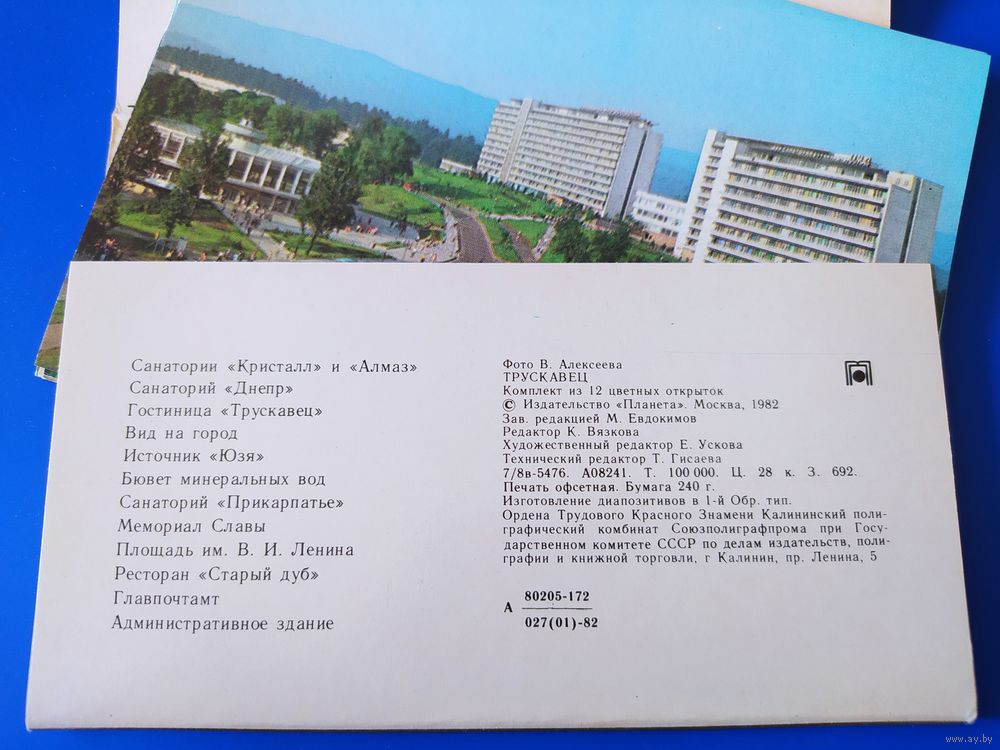 Санатории «Кристалл» и «Алмаз»
Санаторий «Днепр»
Гостиница «Трускавец»
Вид на город
Источник «Юзя»
Бювет минеральных вод
Санаторий «Прикарпатье»
Мемориал Славы
Площадь им. В. И. Ленина
Ресторан «Старый дуб»
Главпочтамт
Административное здание
Фото В. Алексеева
ТРУСКАВЕЦ
Комплект из 12 цветных открыток
© Издательство «Планета». Москва, 1982
Зав. редакцией М. Евдокимов
Редактор К. Вязкова
Художественный редактор Е. Ускова
Технический редактор Т. Гисаева
7/8в-5476. А08241. Т. 100 000. Ц. 28 к. З. 692.
Печать офсетная. Бумага 240 г.
Изготовление диапозитивов в 1-й Обр. тип.
Ордена Трудового Красного Знамени Калининский поли-
графический комбинат Союзполиграфпрома при Госу-
дарственном комитете СССР по делам издательств, поли-
графии и книжной торговли, г Калинин, пр. Ленина, 5
А 80205-172
027(01)-82
www.ay.by